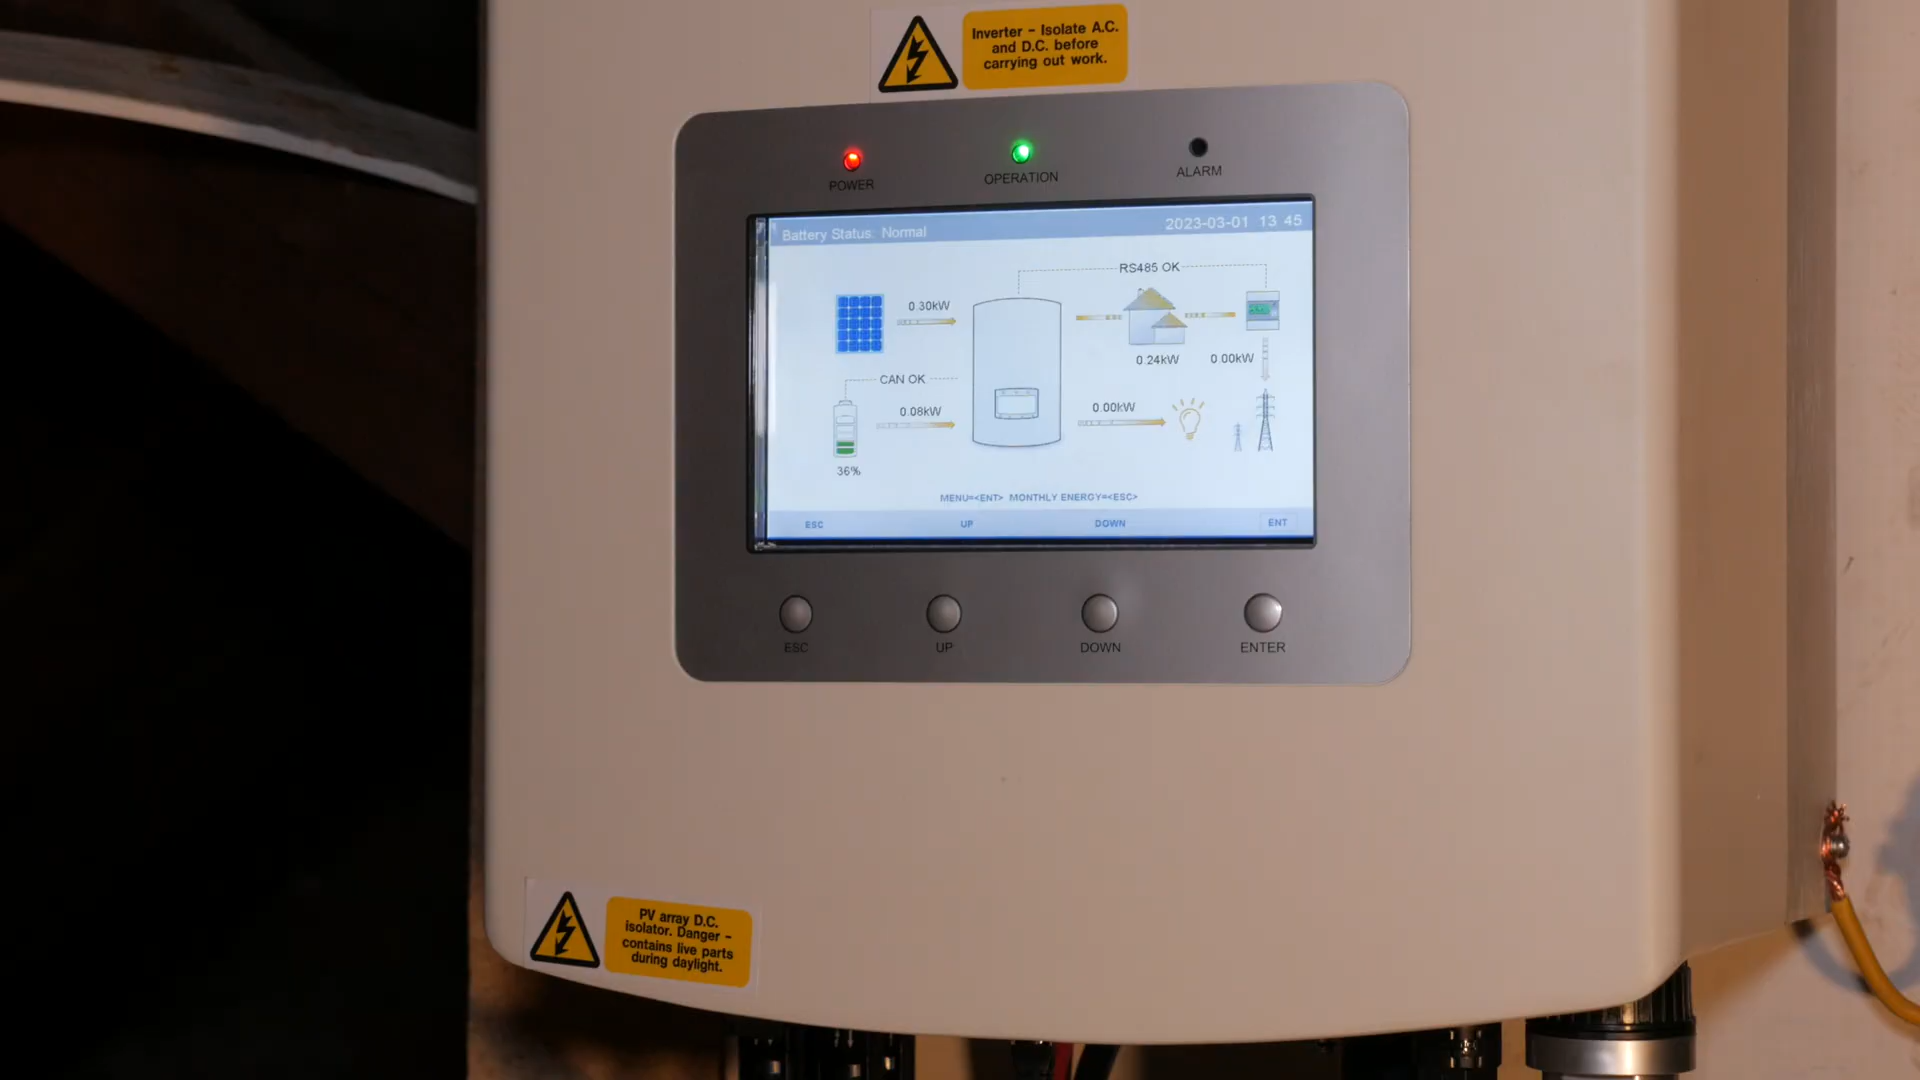 Inverter - Isolate A.C.
and D.C. before
carrying out work.
POWER
OPERATION
ALARM
Battery Status: Normal
2023-03-01 13 45
RS485 OK
0.30kW
0.24kW
0.00kW
CAN OK
0.08kW
0.00kW
36%
MENU=<ENT> MONTHLY ENERGY=<ESC>
ESC
UP
DOWN
ENT
ESC
UP
DOWN
ENTER
PV array D.C.
isolator. Danger -
contains live parts
during daylight.